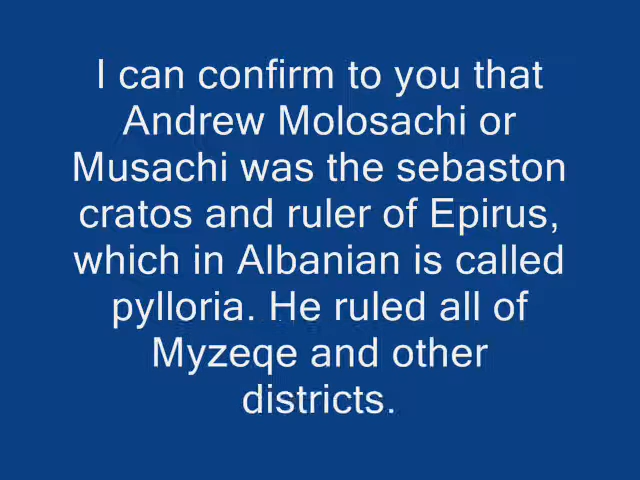 I can confirm to you that
Andrew Molosachi or
Musachi was the sebaston
cratos and ruler of Epirus,
which in Albanian is called
pylloria. He ruled all of
Myzeqe and other
districts.